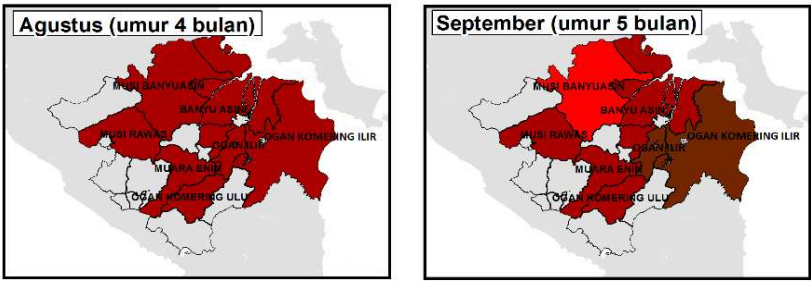 Agustus (umur 4 bulan)
MUSI BANYUASIN
BANYU ASIN
MUSI RAWAS
OGAN KOMERING ILIR
OGAN ILIR
MUARA ENIM
OGAN KOMERING ULU
September (umur 5 bulan)
MUSI BANYUASIN
BANYU ASIN
MUSI RAWAS
OGAN KOMERING ILIR
OGAN ILIR
MUARA ENIM
OGAN KOMERING ULU